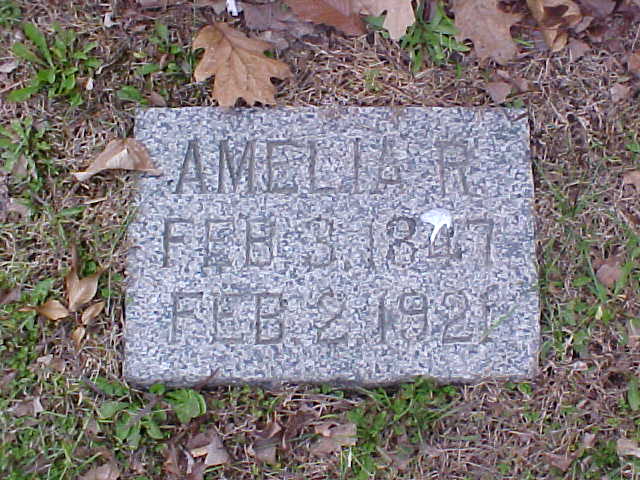 AMELIA R.
FEB 3, 1847
FEB 2, 1921